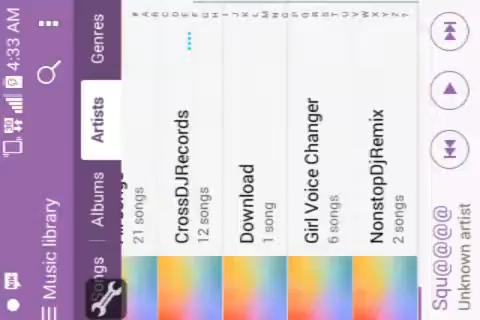 3G 4:33 AM
Music library
Songs Albums Artists Genres
21 songs
CrossDJRecords
12 songs
Download
1 song
Girl Voice Changer
6 songs
NonstopDjRemix
2 songs
#
A
B
C
D
E
F
G
H
I
J
K
L
M
N
O
P
Q
R
S
T
U
V
W
X
Y
Z
?
Squ@@@@
Unknown artist